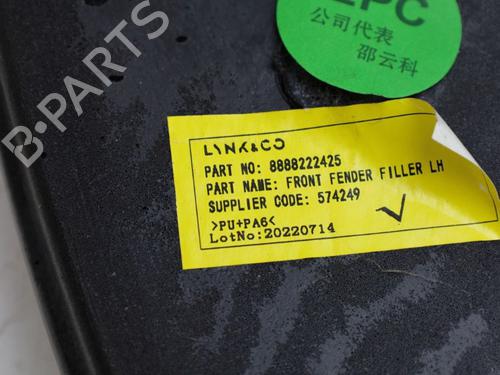 EPC
公司代表
邵云科
LYNK&CO
PART NO: 8888222425
PART NAME: FRONT FENDER FILLER LH
SUPPLIER CODE: 574249
>PU+PA6<
LotNo:20220714
B-PARTS